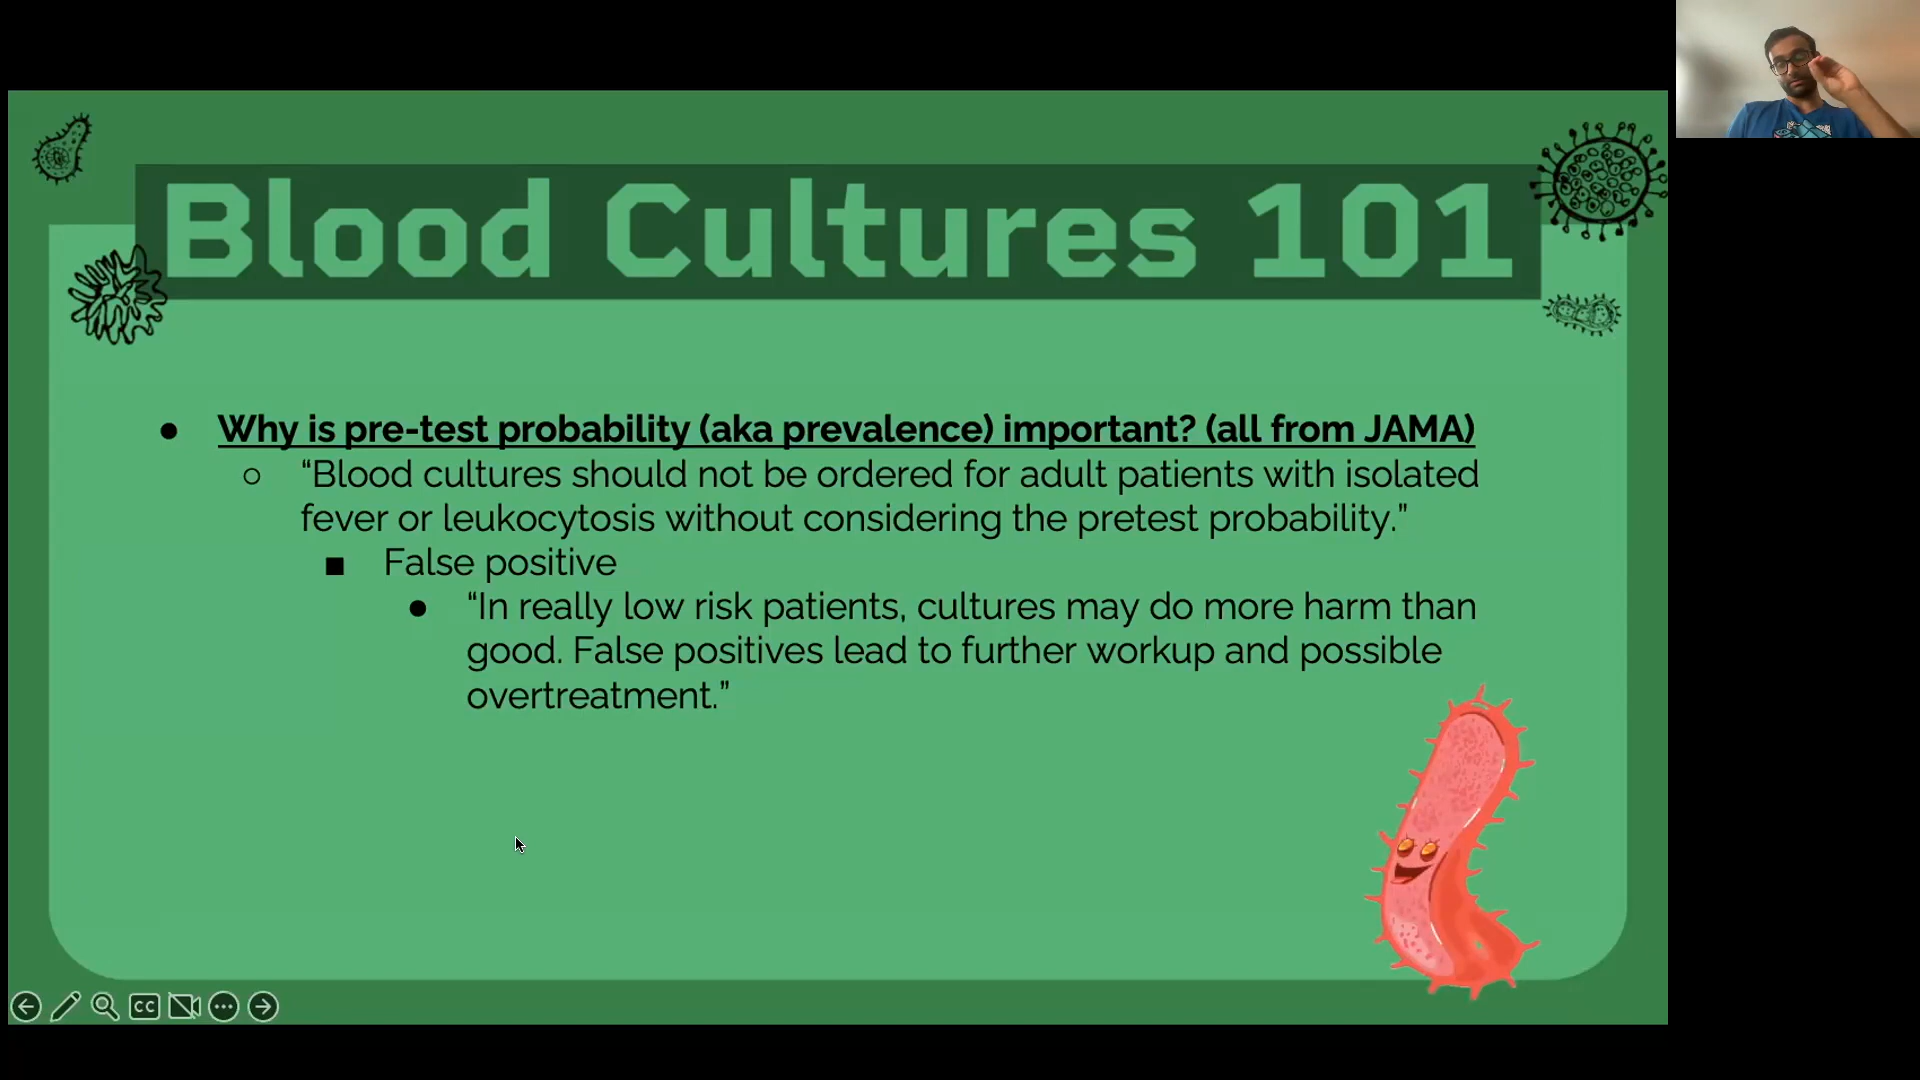 Blood Cultures 101
● Why is pre-test probability (aka prevalence) important? (all from JAMA)
○ “Blood cultures should not be ordered for adult patients with isolated
fever or leukocytosis without considering the pretest probability.”
■ False positive
● “In really low risk patients, cultures may do more harm than
good. False positives lead to further workup and possible
overtreatment.”
CC